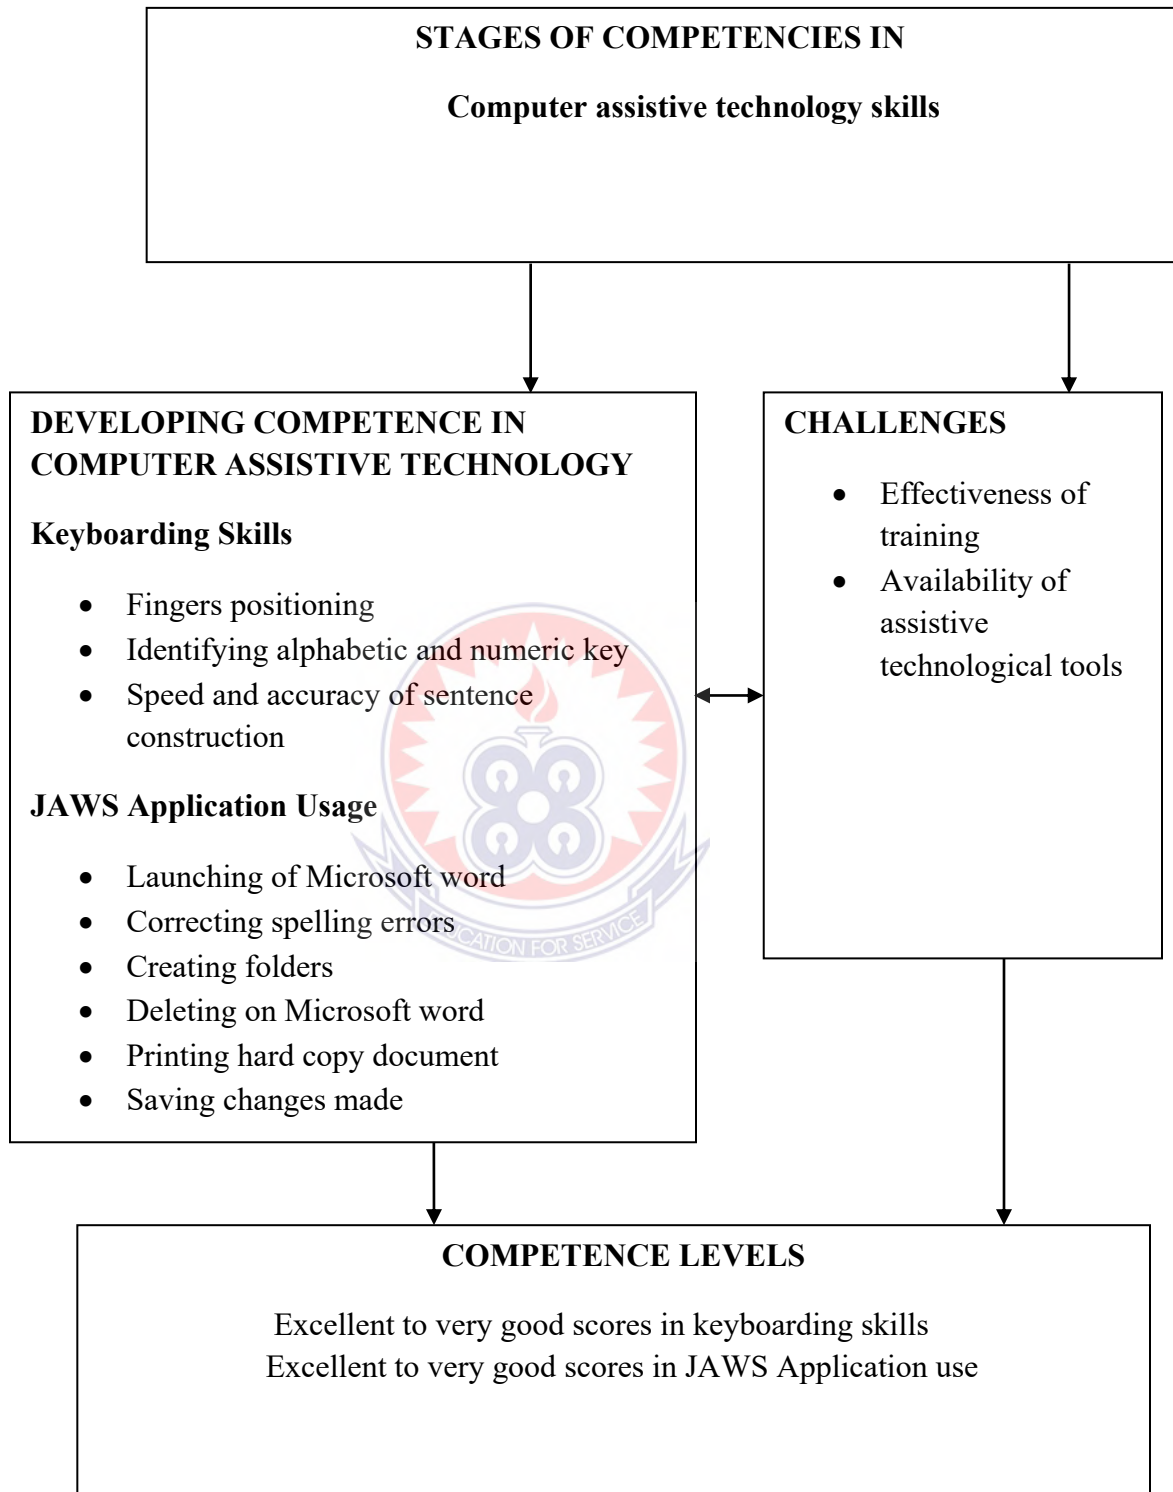 STAGES OF COMPETENCIES IN
Computer assistive technology skills
DEVELOPING COMPETENCE IN
COMPUTER ASSISTIVE TECHNOLOGY
Keyboarding Skills
• Fingers positioning
• Identifying alphabetic and numeric key
• Speed and accuracy of sentence
construction
JAWS Application Usage
• Launching of Microsoft word
• Correcting spelling errors
• Creating folders
• Deleting on Microsoft word
• Printing hard copy document
• Saving changes made
CHALLENGES
• Effectiveness of
training
• Availability of
assistive
technological tools
EDUCATION FOR SERVICE
COMPETENCE LEVELS
Excellent to very good scores in keyboarding skills
Excellent to very good scores in JAWS Application use